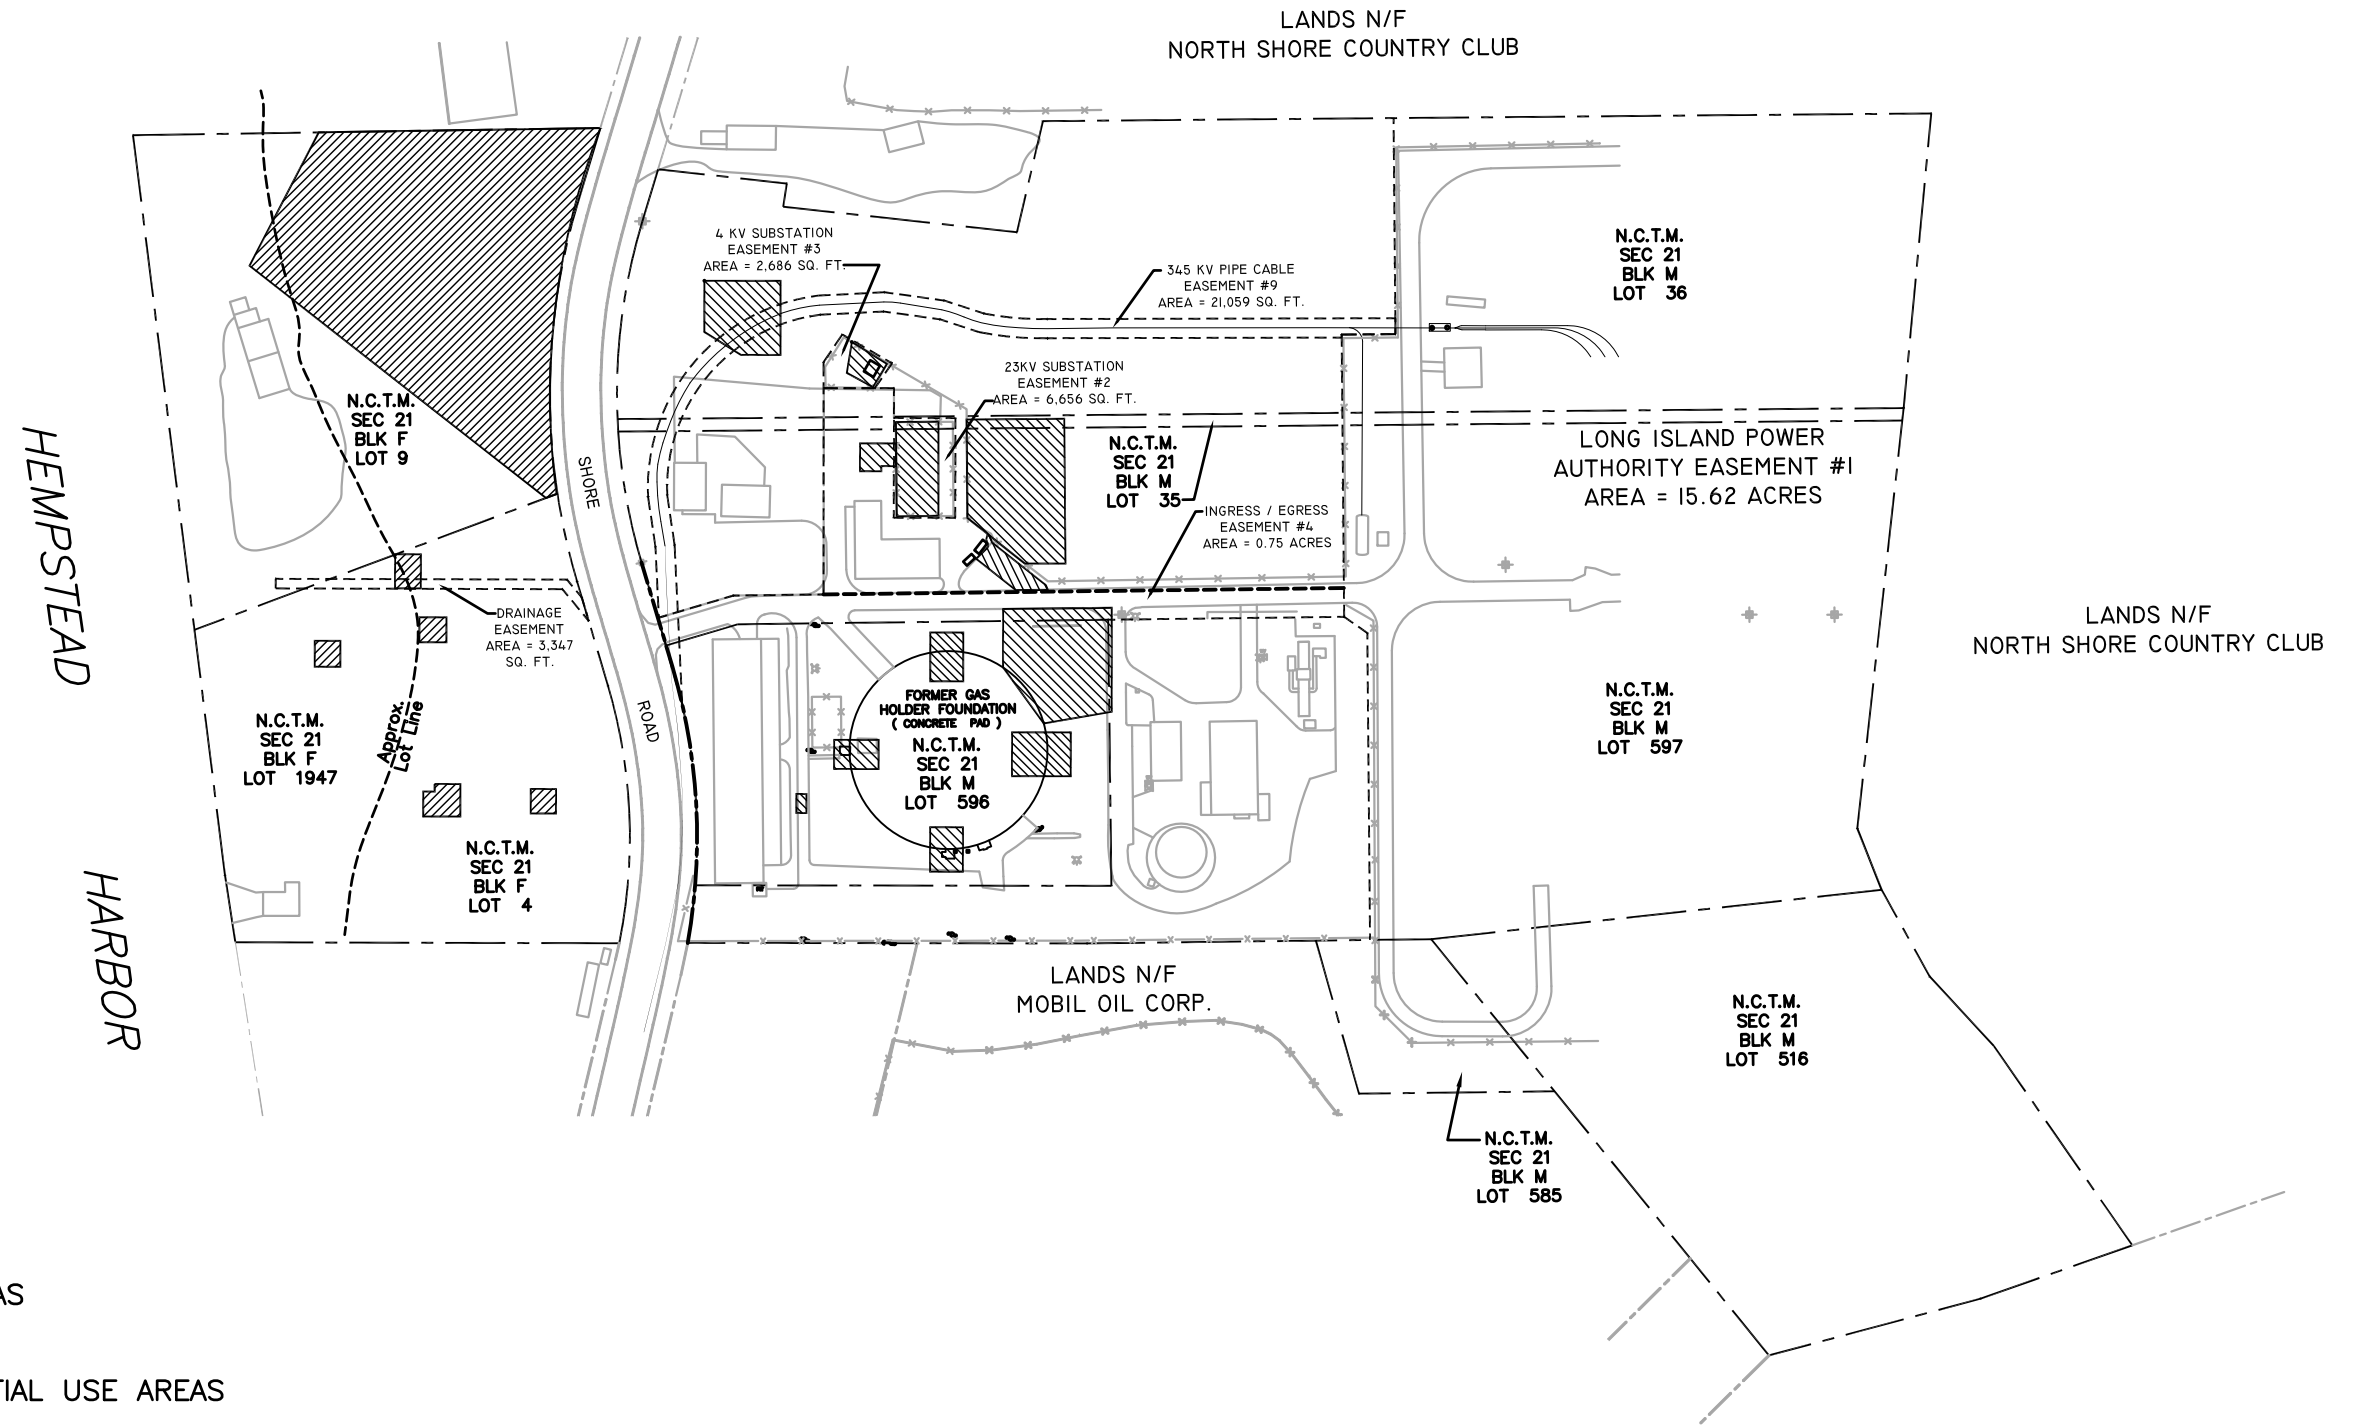 LANDS N/F
NORTH SHORE COUNTRY CLUB
4 KV SUBSTATION
EASEMENT #3
AREA = 2,686 SQ. FT.
345 KV PIPE CABLE
EASEMENT #9
AREA = 21,059 SQ. FT.
N.C.T.M.
SEC 21
BLK M
LOT 36
23KV SUBSTATION
EASEMENT #2
AREA = 6,656 SQ. FT.
N.C.T.M.
SEC 21
BLK F
LOT 9
N.C.T.M.
SEC 21
BLK M
LOT 35
LONG ISLAND POWER
AUTHORITY EASEMENT #1
AREA = 15.62 ACRES
INGRESS / EGRESS
EASEMENT #4
AREA = 0.75 ACRES
HEMPSTEAD
HARBOR
SHORE
ROAD
DRAINAGE
EASEMENT
AREA = 3,347
SQ. FT.
LANDS N/F
NORTH SHORE COUNTRY CLUB
FORMER GAS
HOLDER FOUNDATION
( CONCRETE PAD )
N.C.T.M.
SEC 21
BLK M
LOT 596
N.C.T.M.
SEC 21
BLK M
LOT 597
N.C.T.M.
SEC 21
BLK F
LOT 1947
Approx.
Lot Line
N.C.T.M.
SEC 21
BLK F
LOT 4
LANDS N/F
MOBIL OIL CORP.
N.C.T.M.
SEC 21
BLK M
LOT 516
N.C.T.M.
SEC 21
BLK M
LOT 585
AS
TIAL USE AREAS